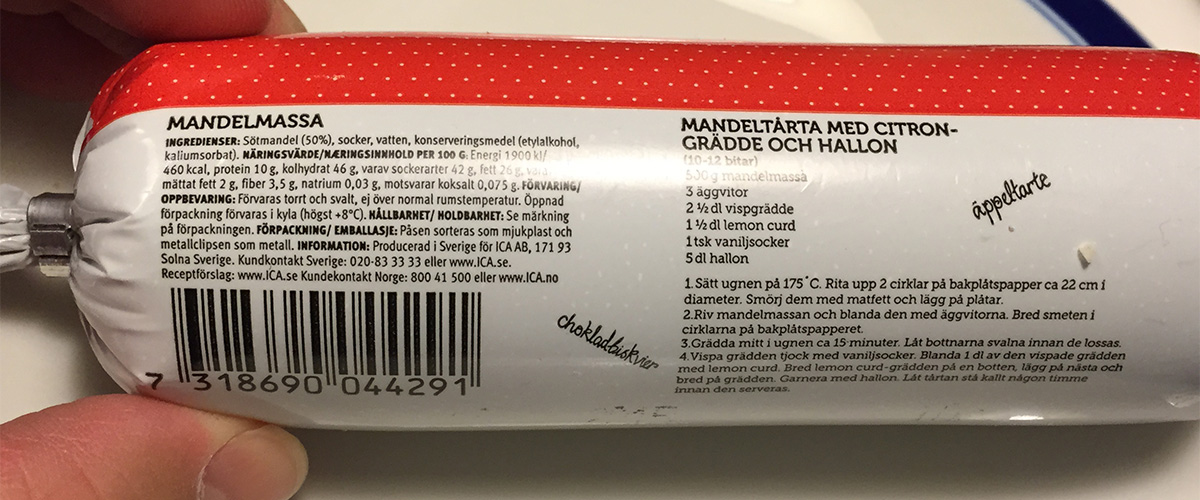 MANDELMASSA
INGREDIENSER: Sötmandel (50%), socker, vatten, konserveringsmedel (etylalkohol,
kaliumsorbat). NÄRINGSVÄRDE/NÆRINGSINNHOLD PER 100 G: Energi 1900 kJ/
460 kcal, protein 10 g, kolhydrat 46 g, varav sockerarter 42 g, fett 26 g, varav
mättat fett 2 g, fiber 3,5 g, natrium 0,03 g, motsvarar koksalt 0,075 g. FÖRVARING/
OPPBEVARING: Förvaras torrt och svalt, ej över normal rumstemperatur. Öppnad
förpackning förvaras i kyla (högst +8°C). HÅLLBARHET/ HOLDBARHET: Se märkning
på förpackningen. FÖRPACKNING/ EMBALLASJE: Påsen sorteras som mjukplast och
metallclipsen som metall. INFORMATION: Producerad i Sverige för ICA AB, 171 93
Solna Sverige. Kundkontakt Sverige: 020-83 33 33 eller www.ICA.se.
Receptförslag: www.ICA.se Kundekontakt Norge: 800 41 500 eller www.ICA.no
7 318690 044291
chokladbiskvier
MANDELTÅRTA MED CITRON-
GRÄDDE OCH HALLON
(10-12 bitar)
500 g mandelmassa
3 äggvitor
2 ½ dl vispgrädde
1 ½ dl lemon curd
1 tsk vaniljsocker
5 dl hallon
äppeltarte
1. Sätt ugnen på 175°C. Rita upp 2 cirklar på bakplåtspapper ca 22 cm i
diameter. Smörj dem med matfett och lägg på plåtar.
2.Riv mandelmassan och blanda den med äggvitorna. Bred smeten i
cirklarna på bakplåtspapperet.
3.Grädda mitt i ugnen ca 15 minuter. Låt bottnarna svalna innan de lossas.
4.Vispa grädden tjock med vaniljsocker. Blanda 1 dl av den vispade grädden
med lemon curd. Bred lemon curd-grädden på en botten, lägg på nästa och
bred på grädden. Garnera med hallon. Låt tårtan stå kallt någon timme
innan den serveras.